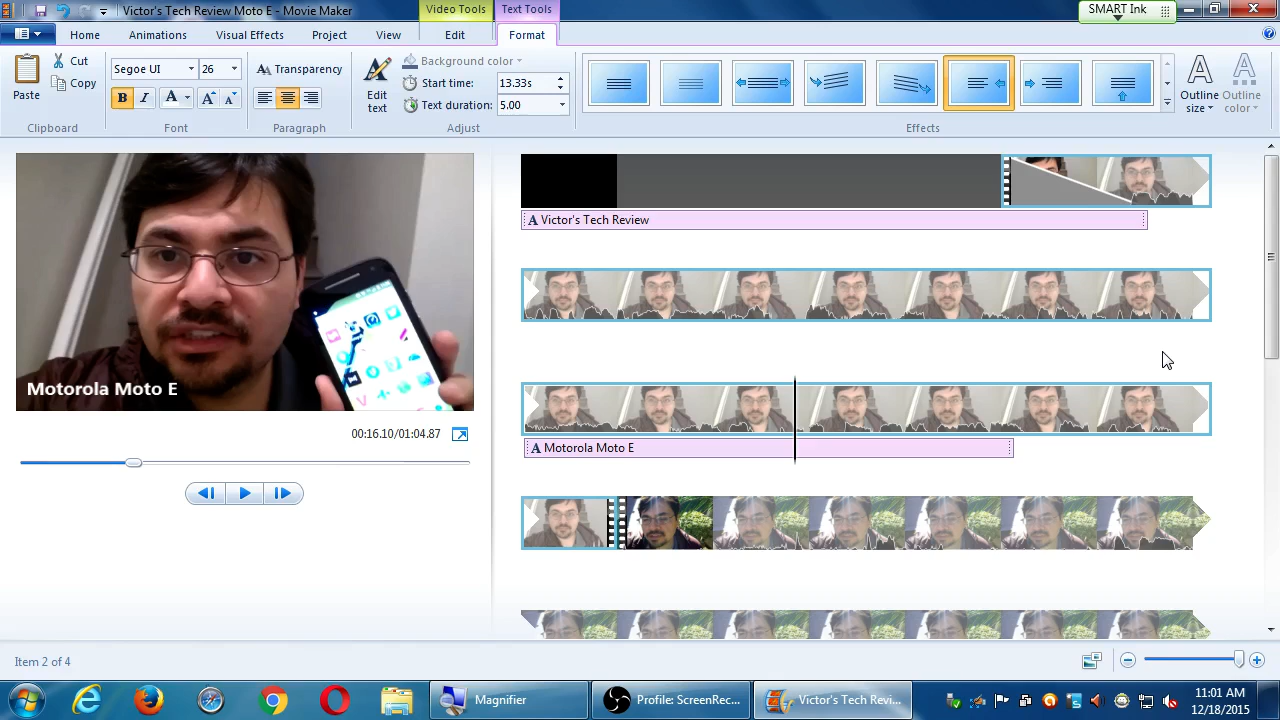 Victor's Tech Review Moto E - Movie Maker
Video Tools
Text Tools
SMART Ink
Home
Animations
Visual Effects
Project
View
Edit
Format
Paste
Cut
Copy
Clipboard
Segoe UI
26
B I A A A
Font
Transparency
Paragraph
Edit text
Background color
Start time: 13.33s
Text duration: 5.00
Adjust
Effects
Outline size
Outline color
Motorola Moto E
00:16.10/01:04.87
A Victor's Tech Review
A Motorola Moto E
Item 2 of 4
Magnifier
Profile: ScreenRec...
Victor's Tech Revi...
11:01 AM
12/18/2015